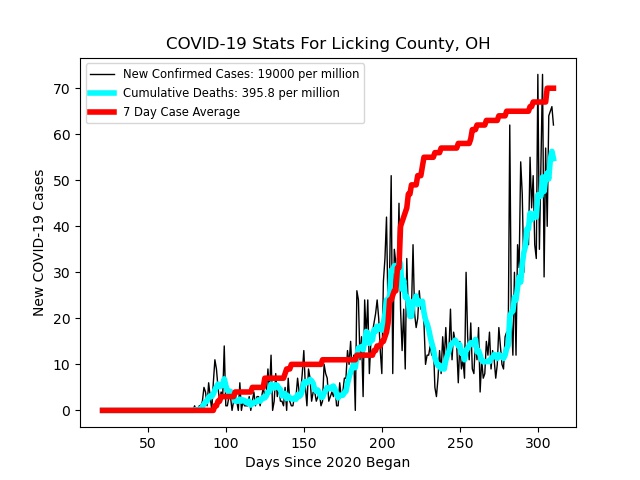 COVID-19 Stats For Licking County, OH
New Confirmed Cases: 19000 per million
Cumulative Deaths: 395.8 per million
7 Day Case Average
New COVID-19 Cases
70
60
50
40
30
20
10
0
50 100 150 200 250 300
Days Since 2020 Began